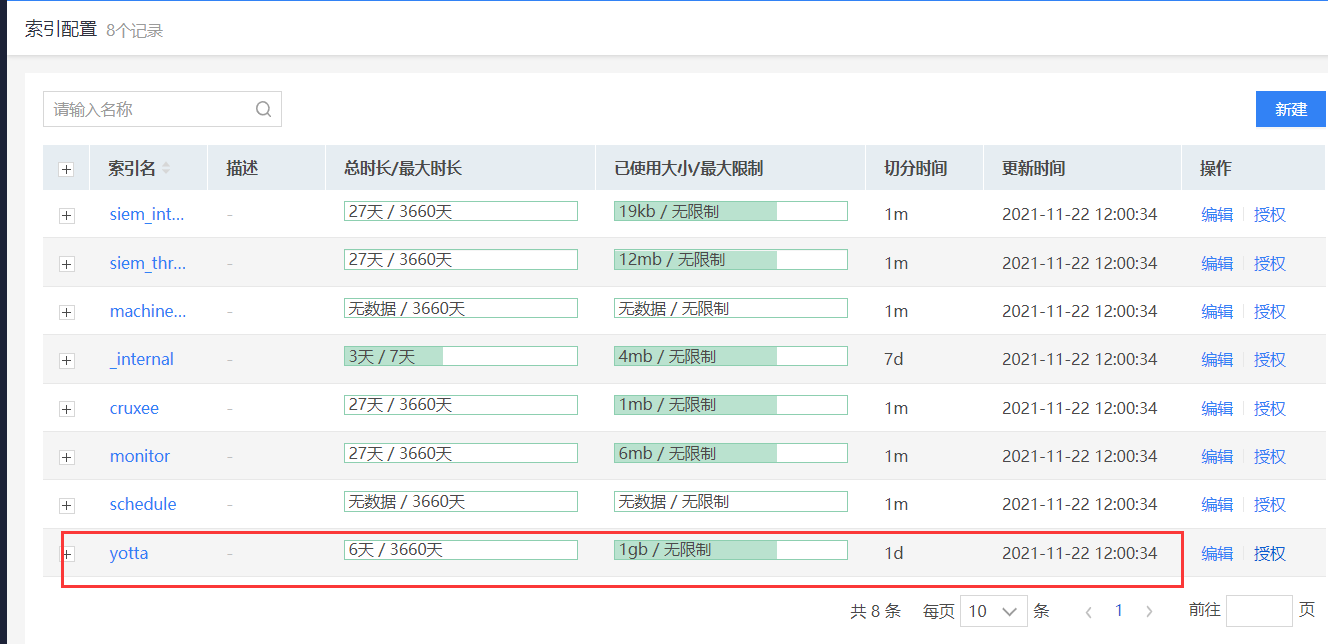 索引配置 8个记录
请输入名称
新建
索引名 描述 总时长/最大时长 已使用大小/最大限制 切分时间 更新时间 操作
siem_int... - 27天 / 3660天 19kb / 无限制 1m 2021-11-22 12:00:34 编辑 授权
siem_thr... - 27天 / 3660天 12mb / 无限制 1m 2021-11-22 12:00:34 编辑 授权
machine... - 无数据 / 3660天 无数据 / 无限制 1m 2021-11-22 12:00:34 编辑 授权
_internal - 3天 / 7天 4mb / 无限制 7d 2021-11-22 12:00:34 编辑 授权
cruxee - 27天 / 3660天 1mb / 无限制 1m 2021-11-22 12:00:34 编辑 授权
monitor - 27天 / 3660天 6mb / 无限制 1m 2021-11-22 12:00:34 编辑 授权
schedule - 无数据 / 3660天 无数据 / 无限制 1m 2021-11-22 12:00:34 编辑 授权
yotta - 6天 / 3660天 1gb / 无限制 1d 2021-11-22 12:00:34 编辑 授权
共 8 条 每页 10 条 1 前往 页